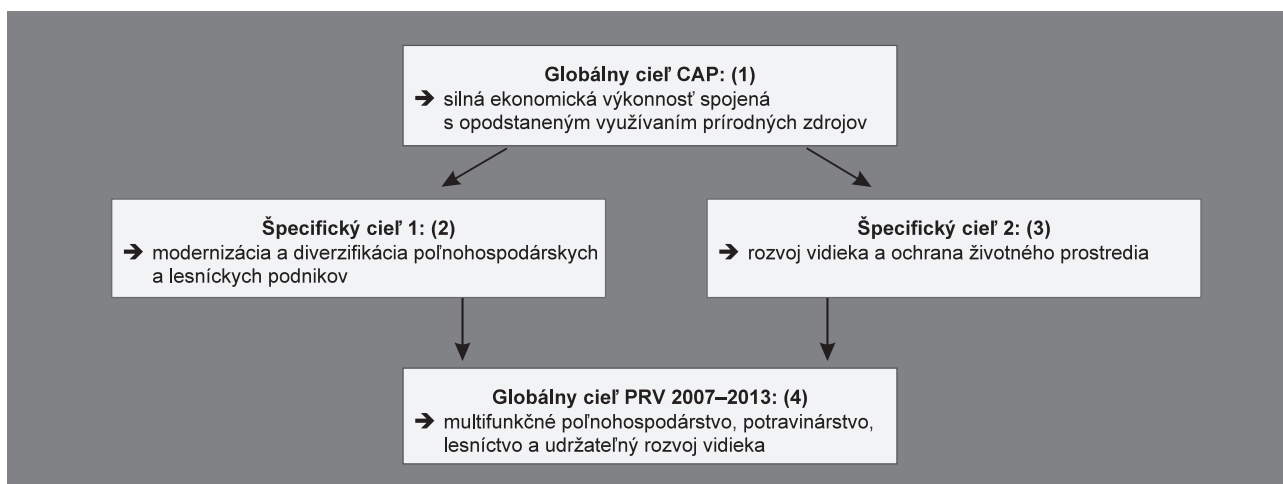 Globálny cieľ CAP: (1)
➔ silná ekonomická výkonnosť spojená
s opodstaneným využívaním prírodných zdrojov
Špecifický cieľ 1: (2)
➔ modernizácia a diverzifikácia poľnohospodárskych
a lesníckych podnikov
Špecifický cieľ 2: (3)
➔ rozvoj vidieka a ochrana životného prostredia
Globálny cieľ PRV 2007–2013: (4)
➔ multifunkčné poľnohospodárstvo, potravinárstvo,
lesníctvo a udržateľný rozvoj vidieka